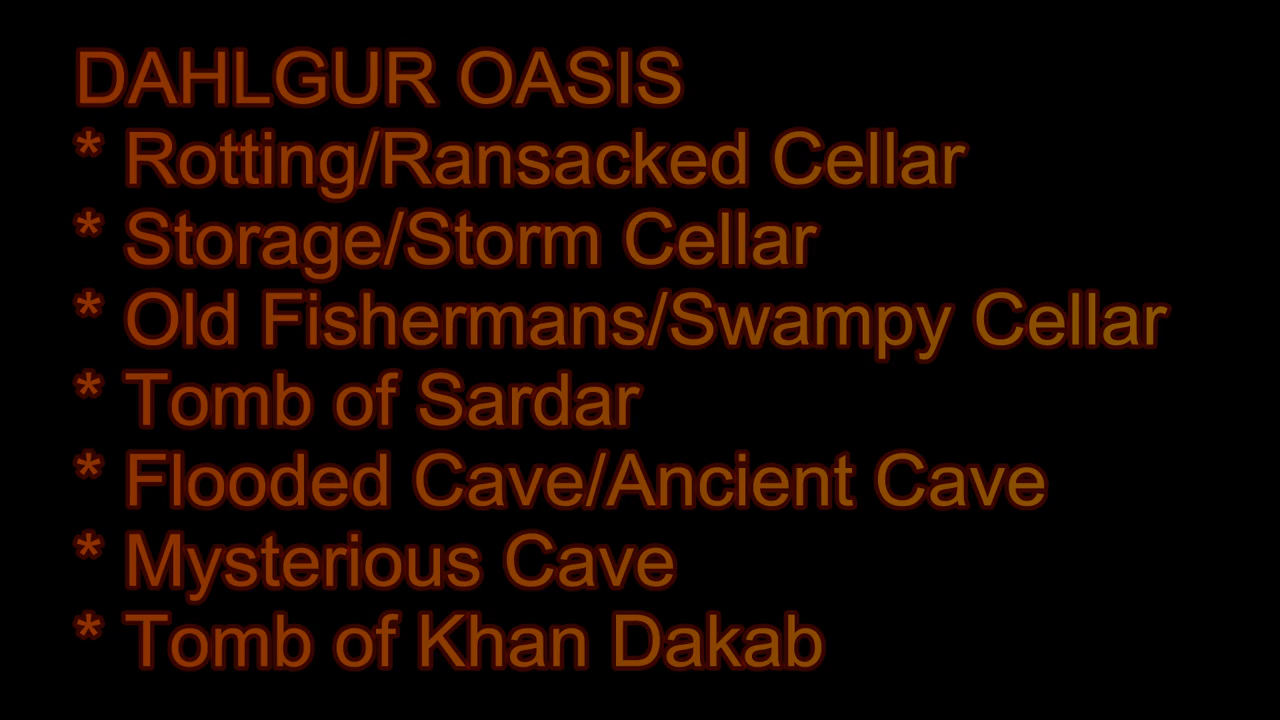 DAHLGUR OASIS
* Rotting/Ransacked Cellar
* Storage/Storm Cellar
* Old Fishermans/Swampy Cellar
* Tomb of Sardar
* Flooded Cave/Ancient Cave
* Mysterious Cave
* Tomb of Khan Dakab